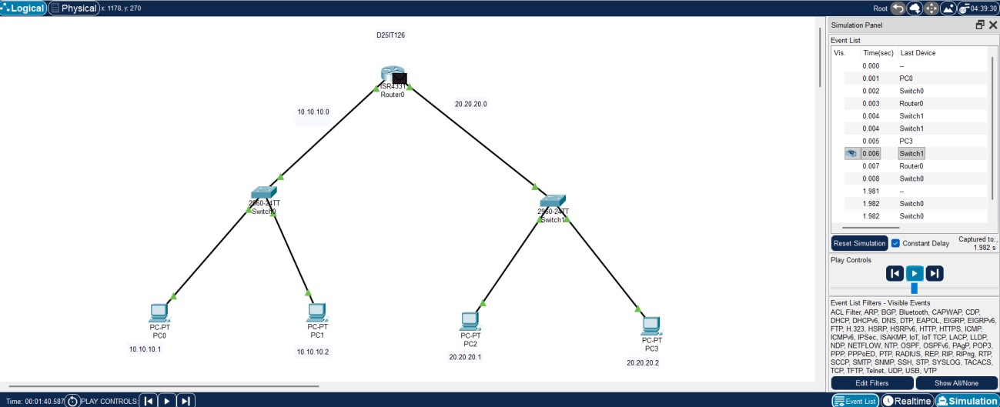 Logical Physical x: 1178, y: 270 Root 04:39:30
D25IT126
ISR4331
Router0
10.10.10.0
20.20.20.0
2960-24TT
Switch0
2960-24TT
Switch1
PC-PT
PC0
10.10.10.1
PC-PT
PC1
10.10.10.2
PC-PT
PC2
20.20.20.1
PC-PT
PC3
20.20.20.2
Simulation Panel
Event List
Vis. Time(sec) Last Device
0.000 --
0.001 PC0
0.002 Switch0
0.003 Router0
0.004 Switch1
0.004 Switch1
0.005 PC3
0.006 Switch1
0.007 Router0
0.008 Switch0
1.981 --
1.982 Switch0
1.982 Switch0
Reset Simulation Constant Delay Captured to:
1.982 s
Play Controls
Event List Filters - Visible Events
ACL Filter, ARP, BGP, Bluetooth, CAPWAP, CDP,
DHCP, DHCPv6, DNS, DTP, EAPOL, EIGRP, EIGRPv6,
FTP, H.323, HSRP, HSRPv6, HTTP, HTTPS, ICMP,
ICMPv6, IPSec, ISAKMP, IoT, IoT TCP, LACP, LLDP,
NDP, NETFLOW, NTP, OSPF, OSPFv6, PAgP, POP3,
PPP, PPPoED, PTP, RADIUS, REP, RIP, RIPng, RTP,
SCCP, SMTP, SNMP, SSH, STP, SYSLOG, TACACS,
TCP, TFTP, Telnet, UDP, USB, VTP
Edit Filters Show All/None
Time: 00:01:40.587 PLAY CONTROLS: Event List Realtime Simulation